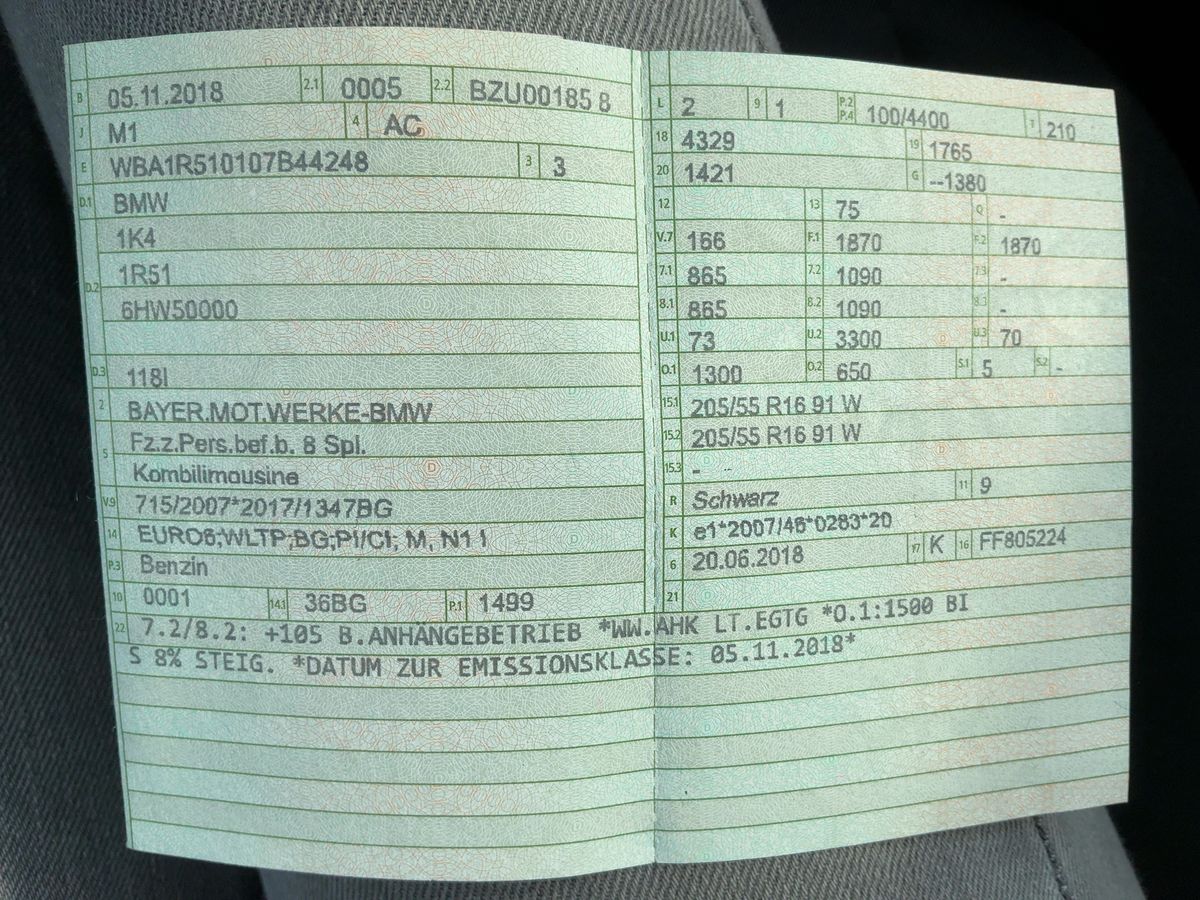 B 05.11.2018 2.1 0005 2.2 BZU00185 8
J M1 4 AC
E WBA1R510107B44248 3 3
D.1 BMW
1K4
D.2 1R51
6HW50000
D.3 118I
2 BAYER.MOT.WERKE-BMW
5 Fz.z.Pers.bef.b. 8 Spl.
Kombilimousine
V.9 715/2007*2017/1347BG
14 EURO6;WLTP;BG;PI/CI; M, N1 I
P.3 Benzin
10 0001 14.1 36BG P.1 1499
L 2 9 1 P.2 P.4 100/4400 T 210
18 4329 19 1765
20 1421 G --1380
12 13 75 Q -
V.7 166 F.1 1870 F.2 1870
7.1 865 7.2 1090 7.3 -
8.1 865 8.2 1090 8.3 -
U.1 73 U.2 3300 U.3 70
O.1 1300 O.2 650 S.1 5 S.2 -
15.1 205/55 R16 91 W
15.2 205/55 R16 91 W
15.3 - --
R Schwarz 11 9
K e1*2007/46*0283*20
6 20.06.2018 17 K 16 FF805224
21
22 7.2/8.2: +105 B.ANHÄNGEBETRIEB *WW.AHK LT.EGTG *O.1:1500 BI
S 8% STEIG. *DATUM ZUR EMISSIONSKLASSE: 05.11.2018*